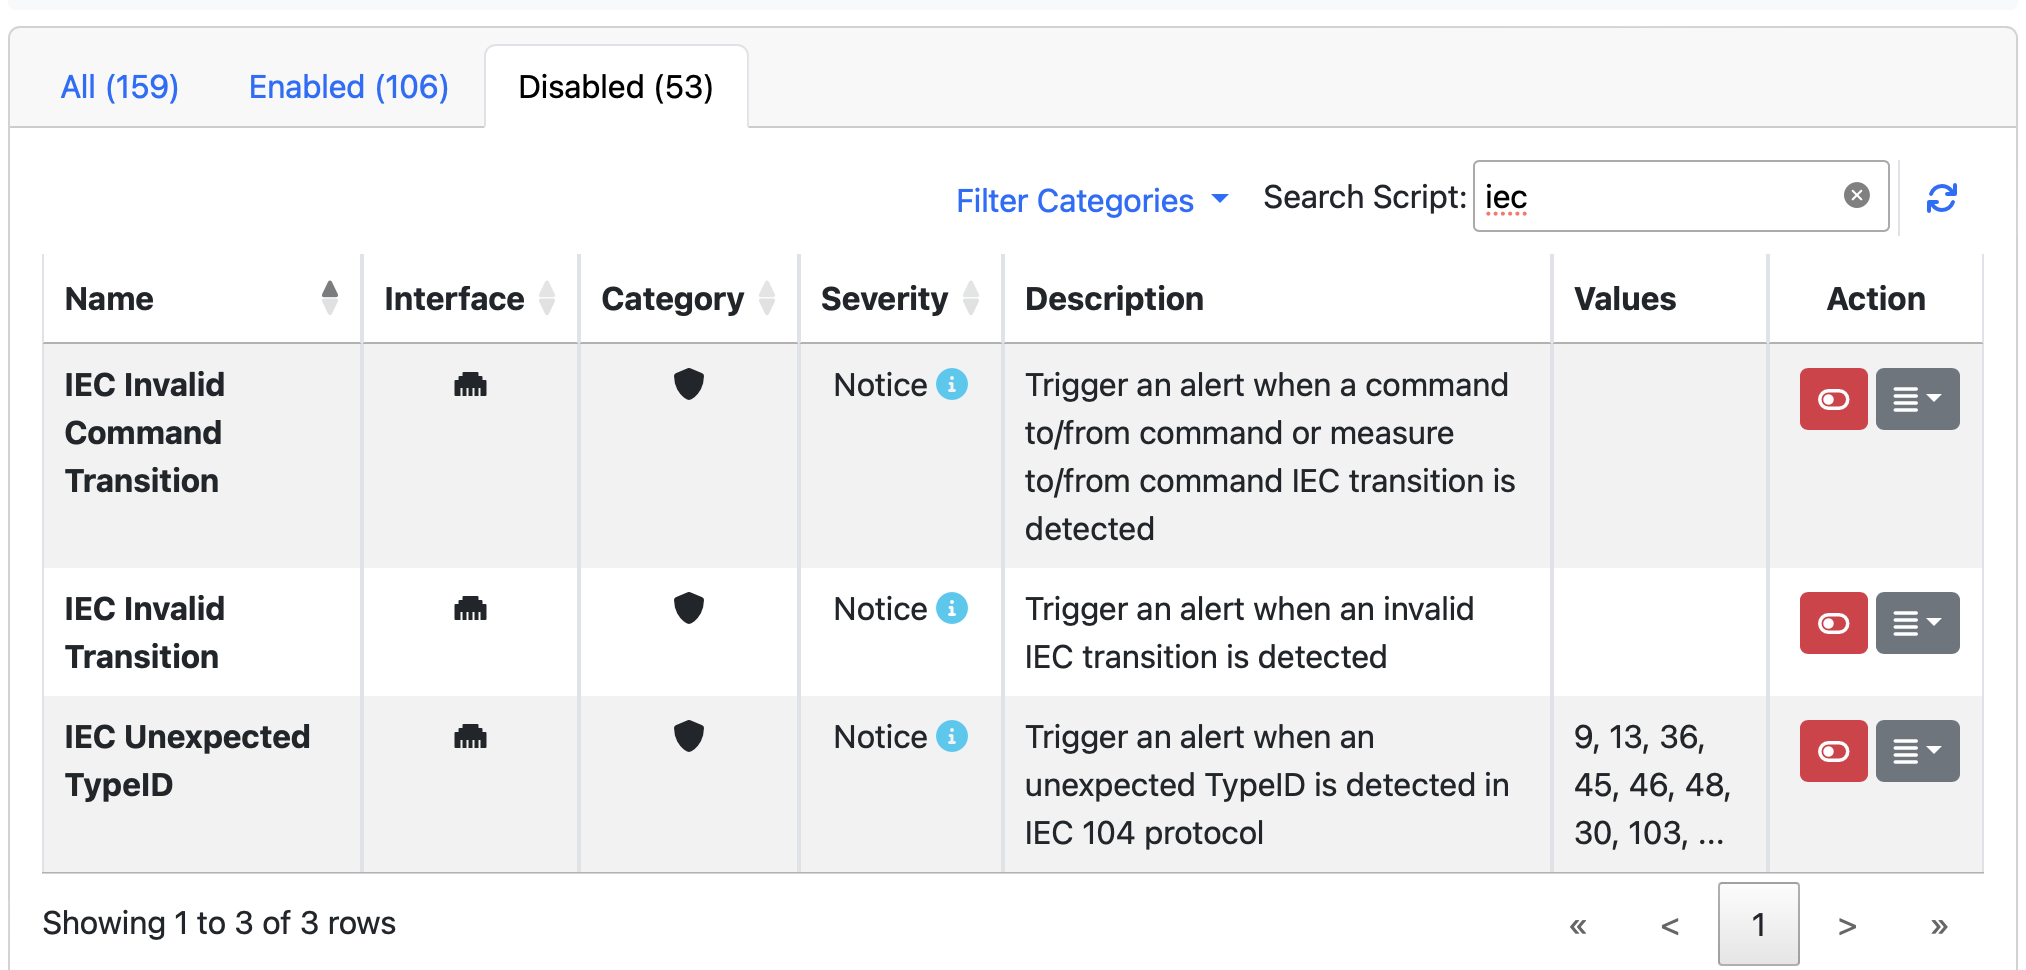 All (159) Enabled (106) Disabled (53)
Filter Categories Search Script: iec
Name Interface Category Severity Description Values Action
IEC Invalid
Command
Transition
Notice
Trigger an alert when a command
to/from command or measure
to/from command IEC transition is
detected
IEC Invalid
Transition
Notice
Trigger an alert when an invalid
IEC transition is detected
IEC Unexpected
TypeID
Notice
Trigger an alert when an
unexpected TypeID is detected in
IEC 104 protocol
9, 13, 36,
45, 46, 48,
30, 103, ...
Showing 1 to 3 of 3 rows
« < 1 > »